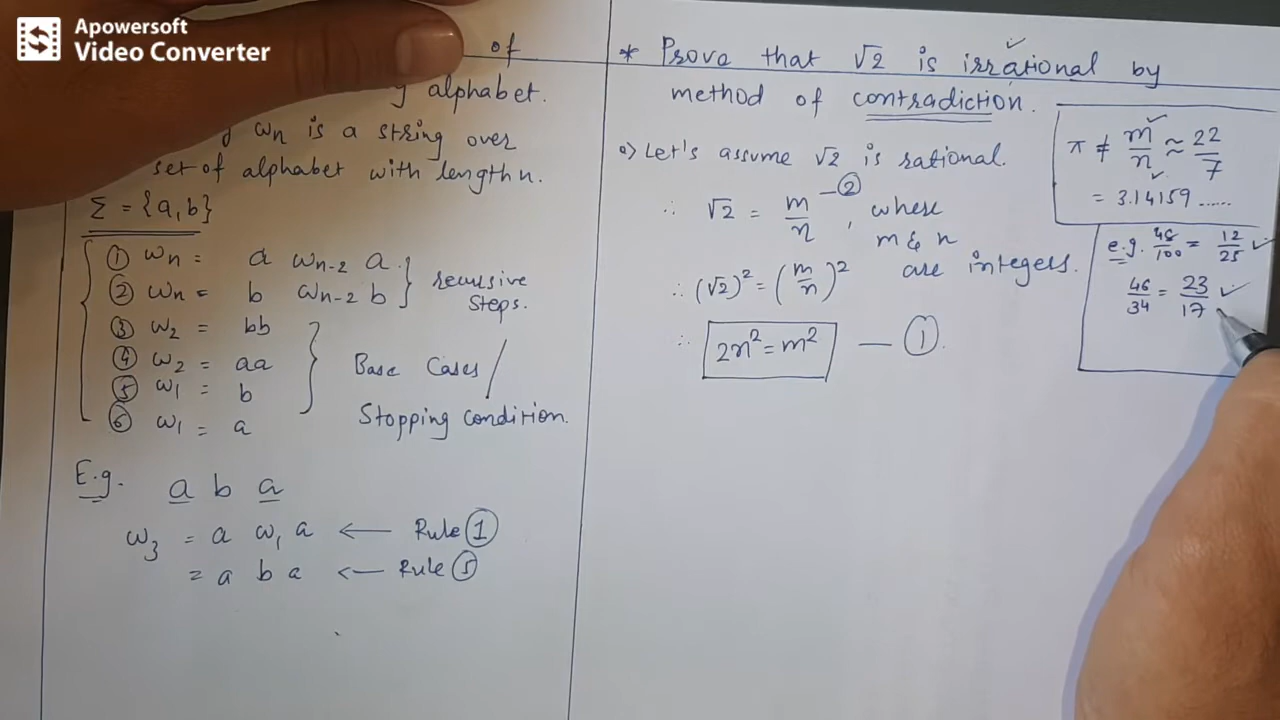 Apowersoft
Video Converter
of
alphabet.
wn is a string over
set of alphabet with length n.
Σ = {a, b}
① wn = a wn-2 a
② wn = b wn-2 b
recursive
steps.
③ w2 = bb
④ w2 = aa
⑤ w1 = b
⑥ w1 = a
Base Cases /
Stopping condition.
E.g. a b a
w3 = a w1 a ← Rule ①
= a b a ← Rule ⑤
* Prove that √2 is irrational by
method of contradiction.
Let's assume √2 is rational.
∴ √2 = m/n — ②, where
m & n
are integers.
∴ (√2)² = (m/n)²
∴ 2n² = m² — ①
π ≠ m/n ≈ 22/7
= 3.14159 ......
e.g. 48/100 = 12/25 ✓
46/34 = 23/17 ✓